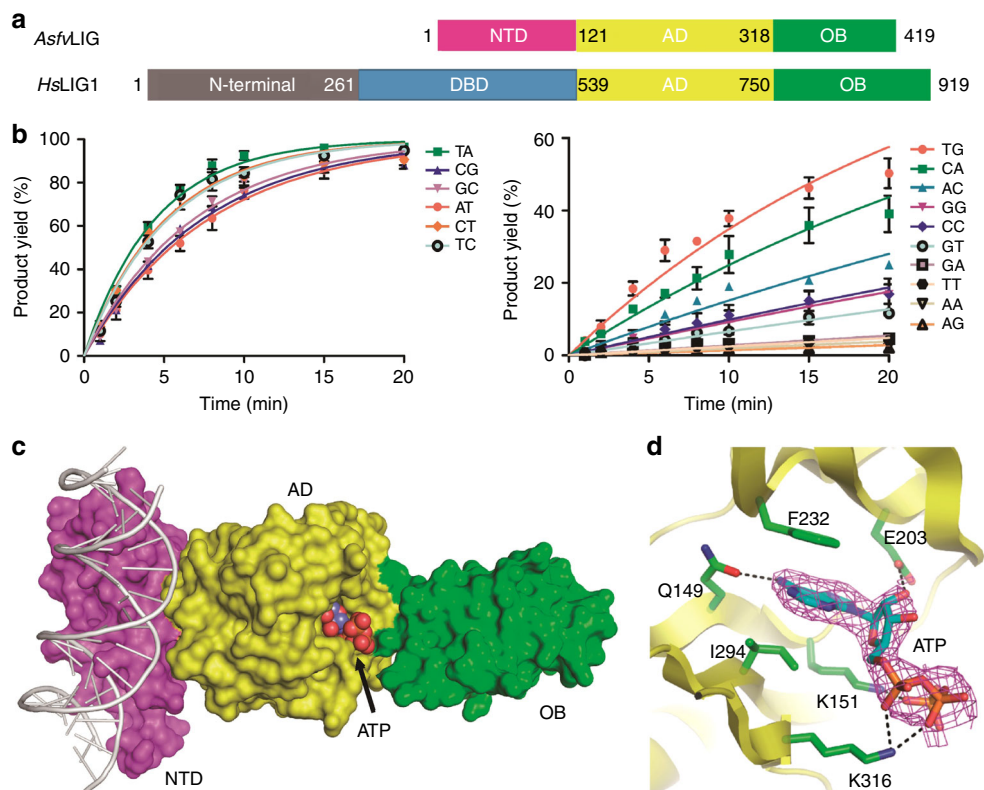 a
AsfvLIG
1 NTD 121 AD 318 OB 419
HsLIG1
1 N-terminal 261 DBD 539 AD 750 OB 919
b
Product yield (%)
100
80
60
40
20
0
0 5 10 15 20
Time (min)
TA
CG
GC
AT
CT
TC
Product yield (%)
60
40
20
0
0 5 10 15 20
Time (min)
TG
CA
AC
GG
CC
GT
GA
TT
AA
AG
c
AD
ATP
OB
NTD
d
F232
E203
Q149
I294
ATP
K151
K316